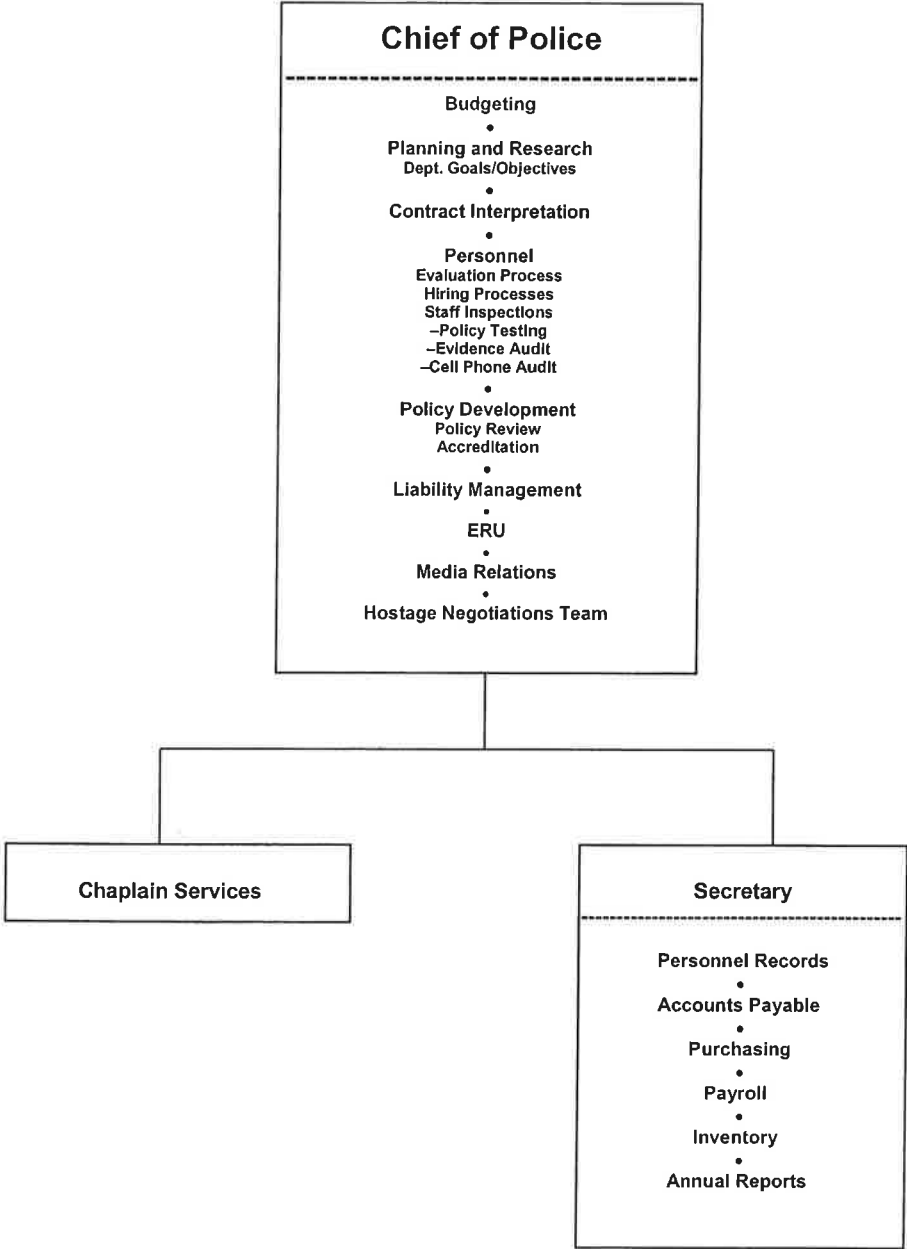 Chief of Police
Budgeting
•
Planning and Research
Dept. Goals/Objectives
•
Contract Interpretation
•
Personnel
Evaluation Process
Hiring Processes
Staff Inspections
–Policy Testing
–Evidence Audit
–Cell Phone Audit
•
Policy Development
Policy Review
Accreditation
•
Liability Management
•
ERU
•
Media Relations
•
Hostage Negotiations Team
Chaplain Services
Secretary
Personnel Records
•
Accounts Payable
•
Purchasing
•
Payroll
•
Inventory
•
Annual Reports